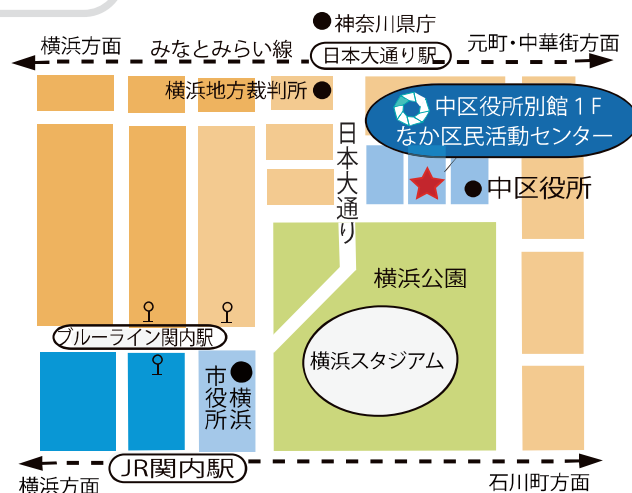 神奈川県庁
横浜方面
みなとみらい線
日本大通り駅
元町・中華街方面
横浜地方裁判所
中区役所別館１F
なか区民活動センター
日本大通り
中区役所
横浜公園
ブルーライン関内駅
横浜スタジアム
横浜
市役所
JR関内駅
横浜方面
石川町方面